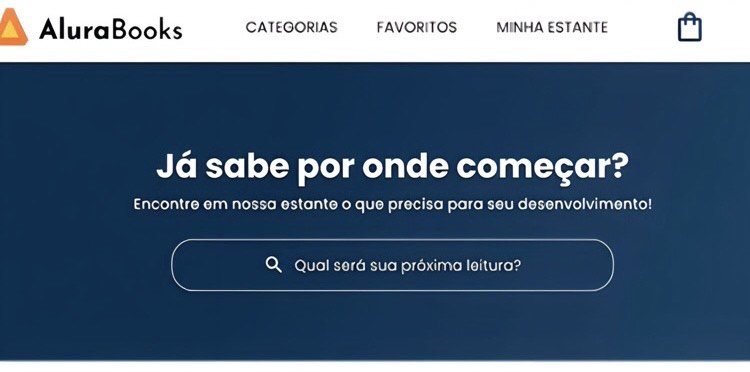 AluraBooks CATEGORIAS FAVORITOS MINHA ESTANTE
Já sabe por onde começar?
Encontre em nossa estante o que precisa para seu desenvolvimento!
Qual será sua próxima leitura?